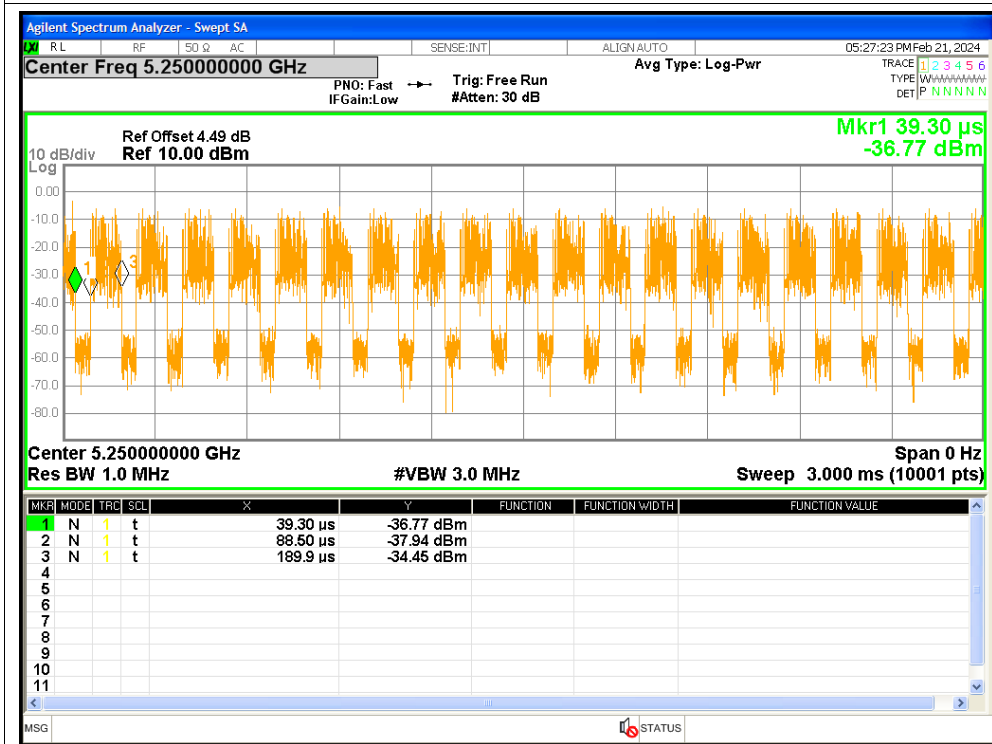 Agilent Spectrum Analyzer - Swept SA
LXI RL RF 50 Ω AC SENSE:INT ALIGN AUTO 05:27:23 PM Feb 21, 2024
Center Freq 5.250000000 GHz
PNO: Fast
IFGain:Low
Trig: Free Run
#Atten: 30 dB
Avg Type: Log-Pwr
TRACE 1 2 3 4 5 6
TYPE W
DET P N N N N N
Mkr1 39.30 µs
-36.77 dBm
Ref Offset 4.49 dB
10 dB/div Ref 10.00 dBm
Log
0.00
-10.0
-20.0
-30.0
-40.0
-50.0
-60.0
-70.0
-80.0
1
3
Center 5.250000000 GHz Span 0 Hz
Res BW 1.0 MHz #VBW 3.0 MHz Sweep 3.000 ms (10001 pts)
MKR MODE TRC SCL X Y FUNCTION FUNCTION WIDTH FUNCTION VALUE
1 N 1 t 39.30 µs -36.77 dBm
2 N 1 t 88.50 µs -37.94 dBm
3 N 1 t 189.9 µs -34.45 dBm
4
5
6
7
8
9
10
11
MSG STATUS